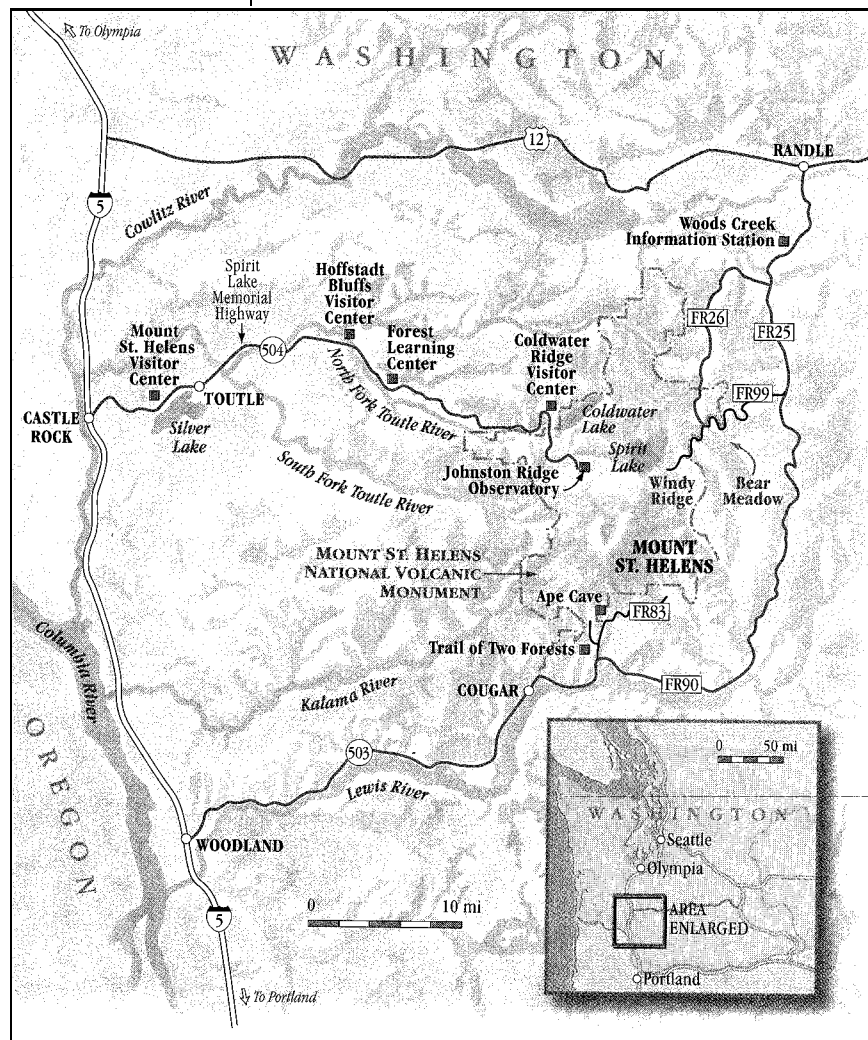 To Olympia
WASHINGTON
12
RANDLE
5
Cowlitz River
Woods Creek
Information Station
Spirit
Lake
Memorial
Highway
Hoffstadt
Bluffs
Visitor
Center
Mount
St. Helens
Visitor
Center
504
Forest
Learning
Center
Coldwater
Ridge
Visitor
Center
FR26
FR25
North Fork Toutle River
FR99
TOUTLE
CASTLE
ROCK
Silver
Lake
Coldwater
Lake
Spirit
Lake
South Fork Toutle River
Johnston Ridge
Observatory
Windy
Ridge
Bear
Meadow
MOUNT ST. HELENS
NATIONAL VOLCANIC
MONUMENT
MOUNT
ST. HELENS
Ape Cave
FR83
Columbia River
Trail of Two Forests
Kalama River
COUGAR
FR90
OREGON
503
Lewis River
WOODLAND
0 10 mi
5
To Portland
0 50 mi
WASHINGTON
Seattle
Olympia
AREA
ENLARGED
Portland